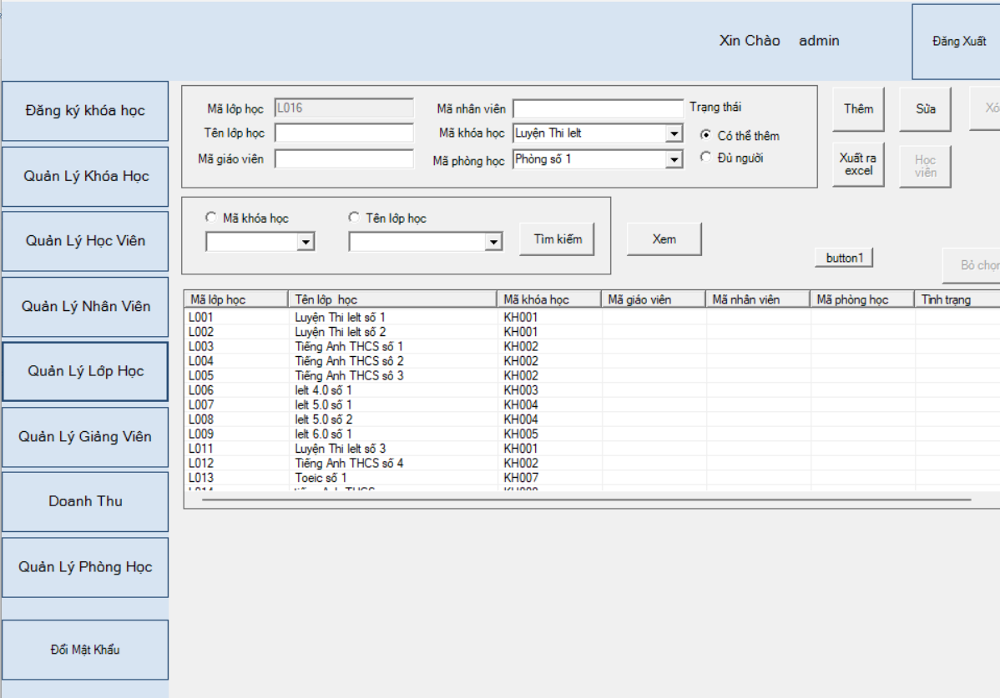 Xin Chào admin
Đăng Xuất
Đăng ký khóa học
Quản Lý Khóa Học
Quản Lý Học Viên
Quản Lý Nhân Viên
Quản Lý Lớp Học
Quản Lý Giảng Viên
Doanh Thu
Quản Lý Phòng Học
Đổi Mật Khẩu
Mã lớp học L016
Tên lớp học
Mã giáo viên
Mã nhân viên
Mã khóa học Luyện Thi Ielt
Mã phòng học Phòng số 1
Trạng thái
Có thể thêm
Đủ người
Thêm
Sửa
Xó
Xuất ra
excel
Học
viên
Mã khóa học
Tên lớp học
Tìm kiếm
Xem
button1
Bỏ chọn
Mã lớp học Tên lớp học Mã khóa học Mã giáo viên Mã nhân viên Mã phòng học Tình trạng
L001 Luyện Thi Ielt số 1 KH001
L002 Luyện Thi Ielt số 2 KH001
L003 Tiếng Anh THCS số 1 KH002
L004 Tiếng Anh THCS sô 2 KH002
L005 Tiếng Anh THCS sô 3 KH002
L006 Ielt 4.0 số 1 KH003
L007 Ielt 5.0 số 1 KH004
L008 Ielt 5.0 số 2 KH004
L009 Ielt 6.0 số 1 KH005
L011 Luyện Thi Ielt số 3 KH001
L012 Tiếng Anh THCS số 4 KH002
L013 Toeic số 1 KH007